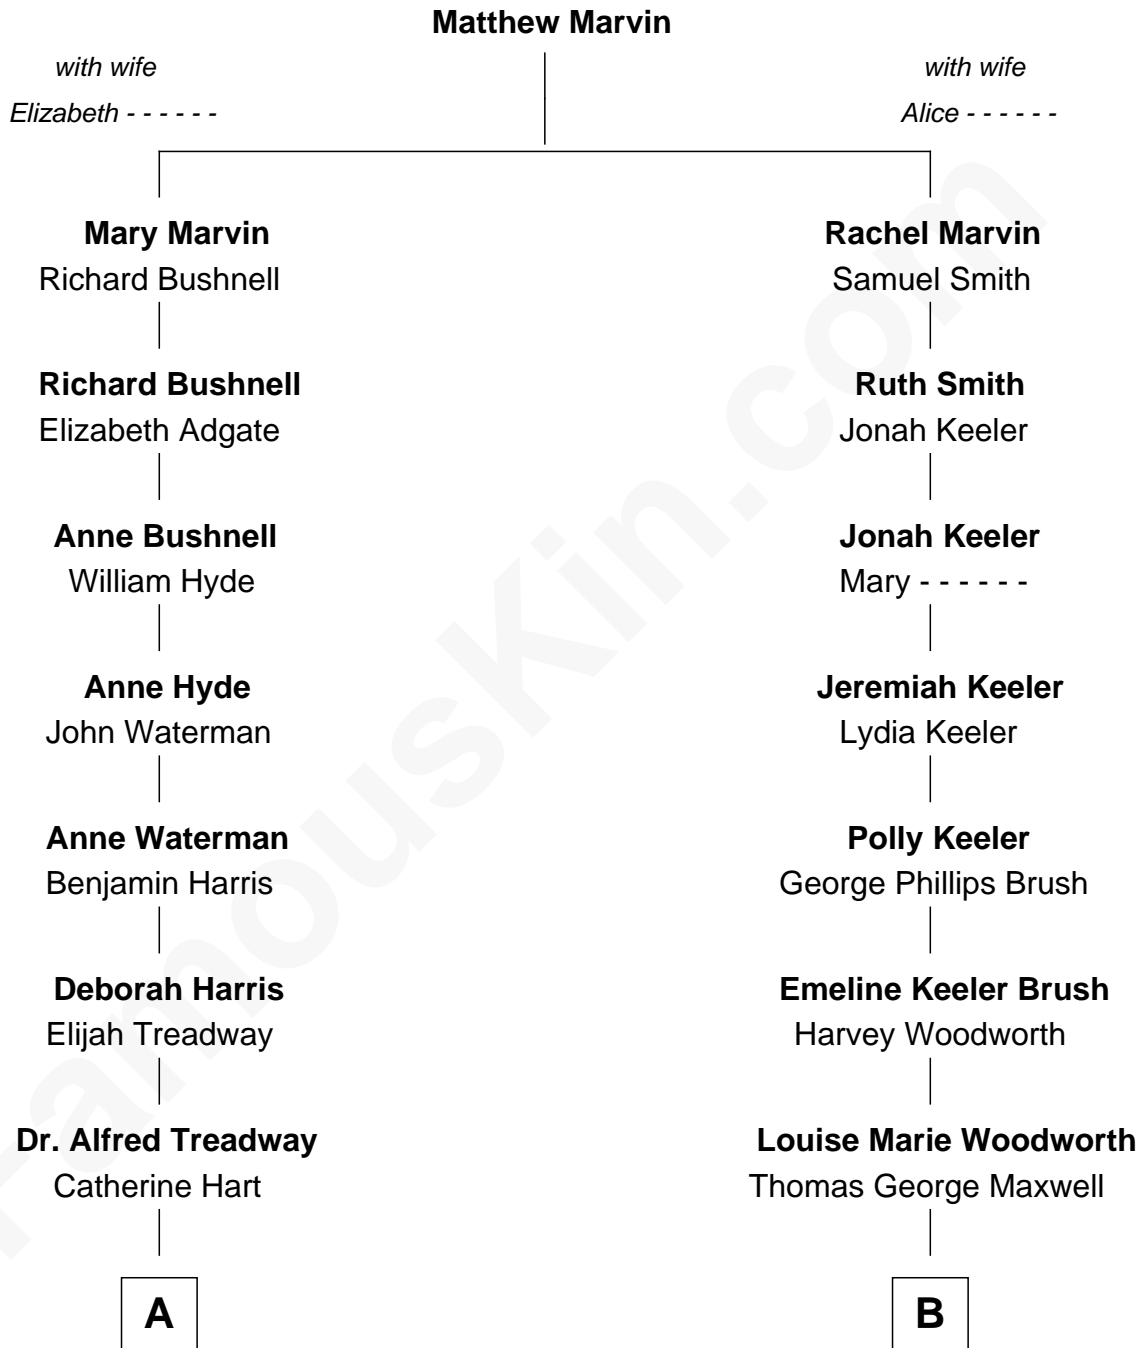 Matthew Marvin
with wife
Elizabeth - - - - - -
with wife
Alice - - - - - -
Mary Marvin
Richard Bushnell
Rachel Marvin
Samuel Smith
Richard Bushnell
Elizabeth Adgate
Ruth Smith
Jonah Keeler
Anne Bushnell
William Hyde
Jonah Keeler
Mary - - - - - -
Anne Hyde
John Waterman
Jeremiah Keeler
Lydia Keeler
Anne Waterman
Benjamin Harris
Polly Keeler
George Phillips Brush
Deborah Harris
Elijah Treadway
Emeline Keeler Brush
Harvey Woodworth
Dr. Alfred Treadway
Catherine Hart
Louise Marie Woodworth
Thomas George Maxwell
A
B
FamousKin.com